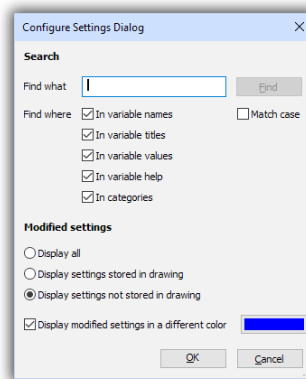 Configure Settings Dialog
Search
Find what Find
Find where In variable names Match case
In variable titles
In variable values
In variable help
In categories
Modified settings
Display all
Display settings stored in drawing
Display settings not stored in drawing
Display modified settings in a different color
OK Cancel